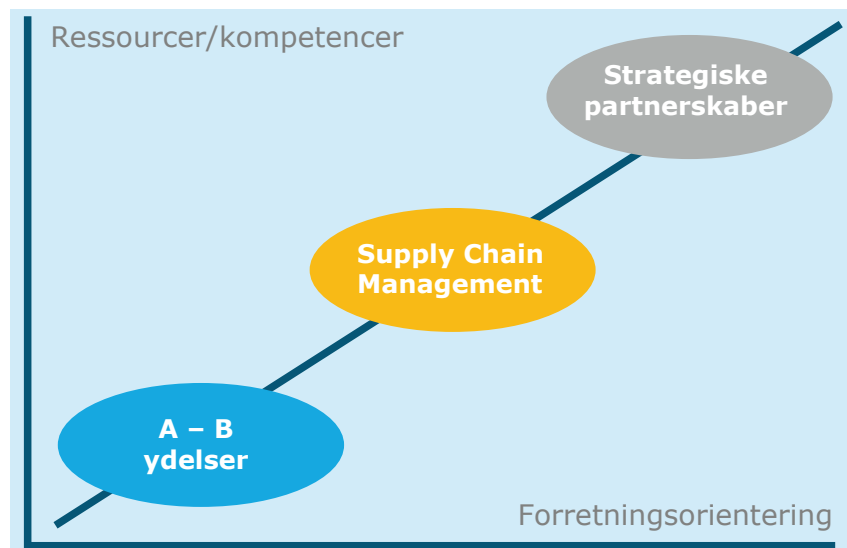 Ressourcer/kompetencer
Strategiske
partnerskaber
Supply Chain
Management
A – B
ydelser
Forretningsorientering